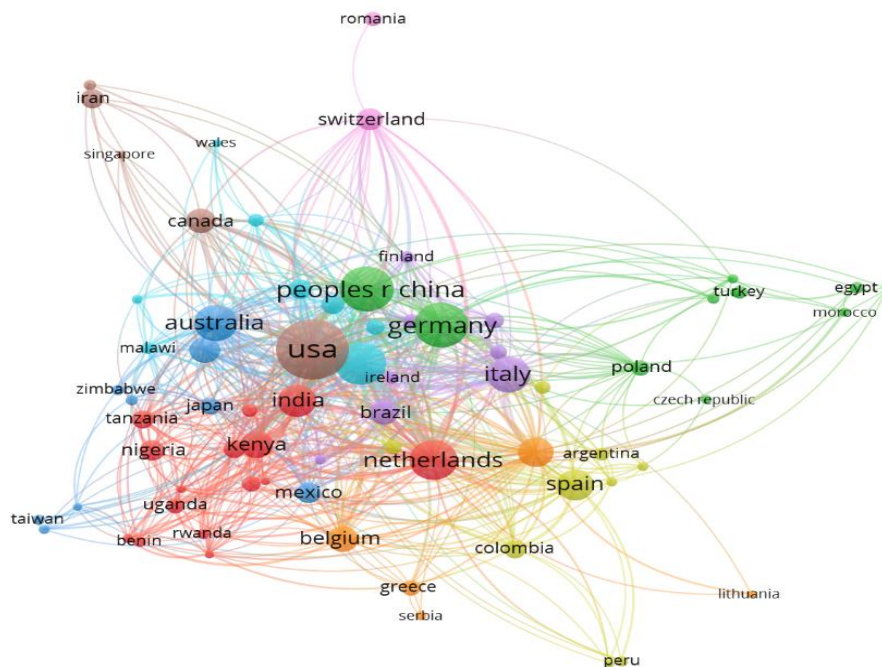 romania
iran
switzerland
wales
singapore
canada
finland
peoples r china
turkey
egypt
morocco
australia
germany
usa
malawi
ireland
italy
poland
zimbabwe
japan
india
brazil
czech republic
tanzania
nigeria
kenya
netherlands
argentina
spain
mexico
uganda
taiwan
benin
rwanda
belgium
colombia
greece
lithuania
serbia
peru